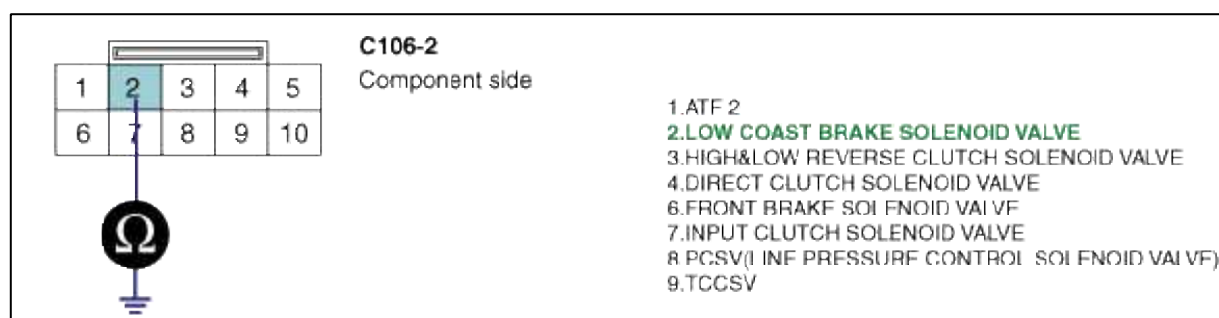 C106-2
Component side
1 2 3 4 5
6 7 8 9 10
Ω
1.ATF 2
2.LOW COAST BRAKE SOLENOID VALVE
3.HIGH&LOW REVERSE CLUTCH SOLENOID VALVE
4.DIRECT CLUTCH SOLENOID VALVE
6.FRONT BRAKE SOLENOID VALVE
7.INPUT CLUTCH SOLENOID VALVE
8.PCSV(LINE PRESSURE CONTROL SOLENOID VALVE)
9.TCCSV